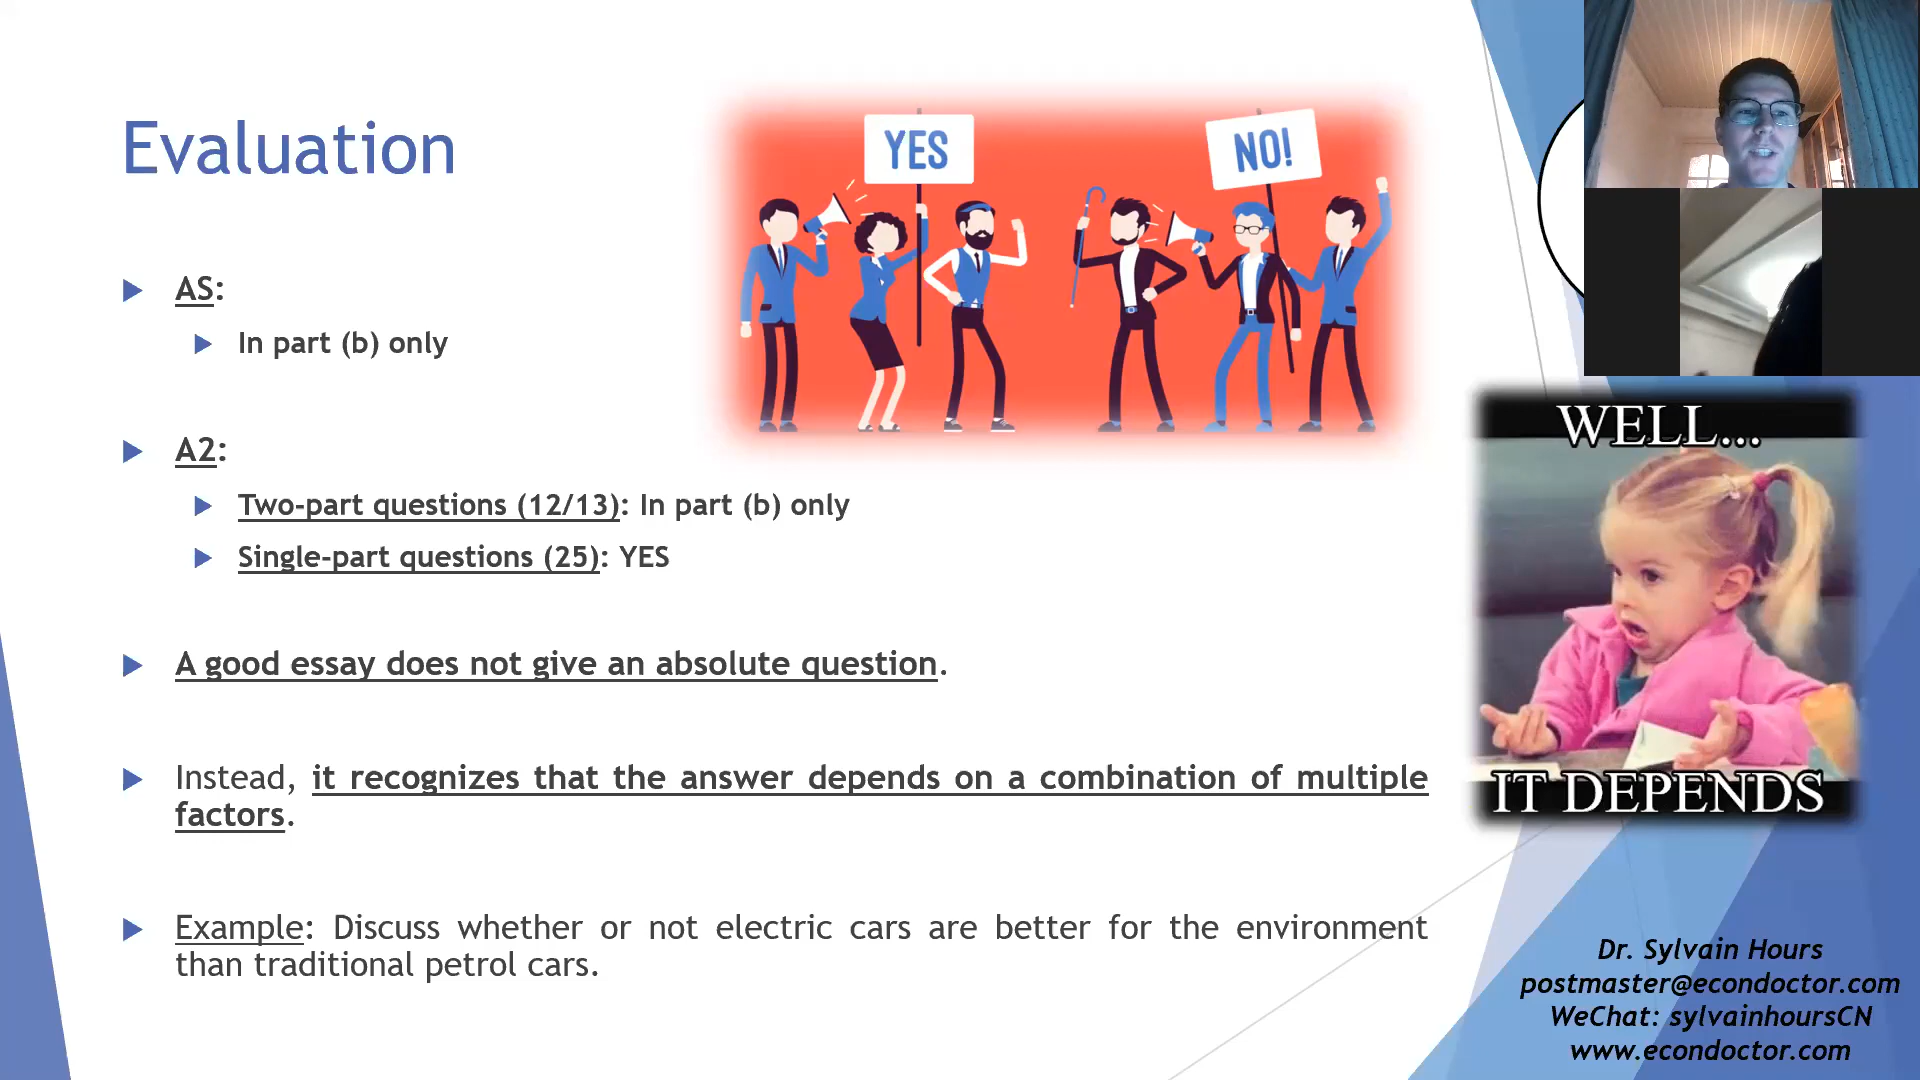 Evaluation
YES
NO!
AS:
In part (b) only
A2:
Two-part questions (12/13): In part (b) only
Single-part questions (25): YES
A good essay does not give an absolute question.
Instead, it recognizes that the answer depends on a combination of multiple
factors.
Example: Discuss whether or not electric cars are better for the environment
than traditional petrol cars.
WELL...
IT DEPENDS
Dr. Sylvain Hours
postmaster@econdoctor.com
WeChat: sylvainhoursCN
www.econdoctor.com